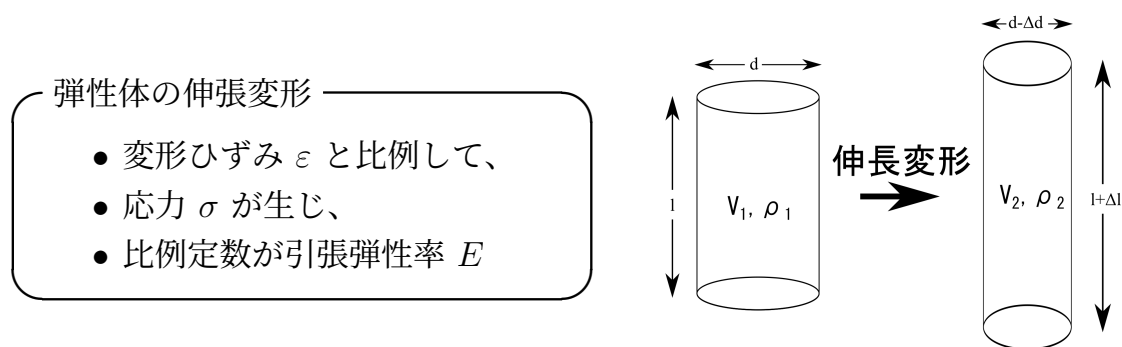 弾性体の伸張変形
• 変形ひずみ ε と比例して、
• 応力 σ が生じ、
• 比例定数が引張弾性率 E
d
l
V₁, ρ₁
伸長変形
d-Δd
V₂, ρ₂
l+Δl